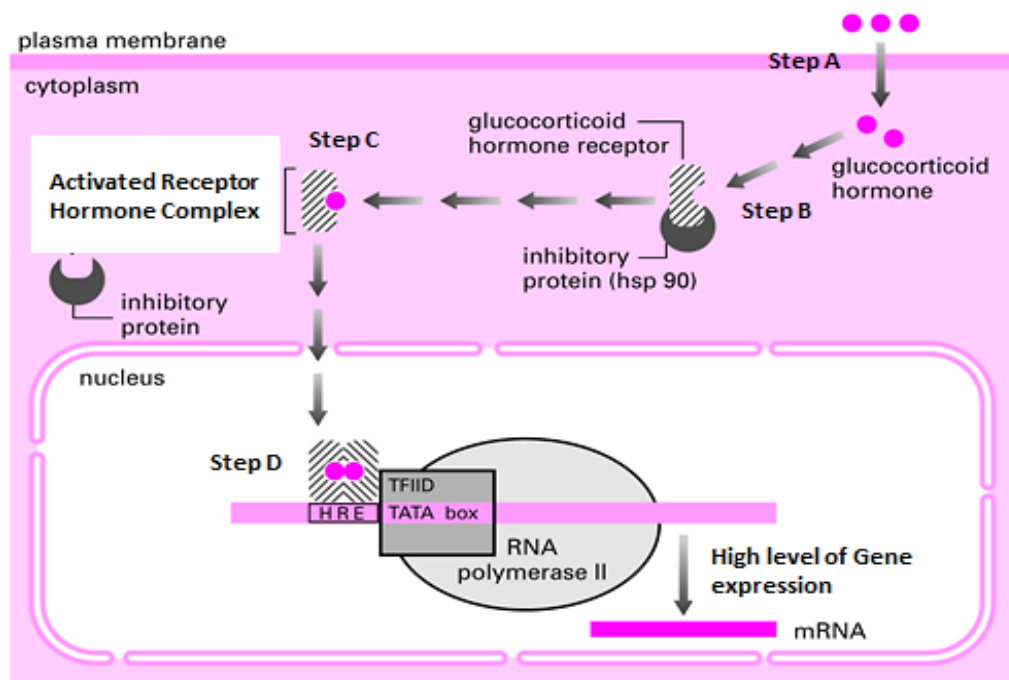 plasma membrane
Step A
cytoplasm
glucocorticoid
hormone receptor
Step C
glucocorticoid
hormone
Activated Receptor
Hormone Complex
Step B
inhibitory
protein (hsp 90)
inhibitory
protein
nucleus
Step D
TFIID
HRE
TATA box
RNA
polymerase II
High level of Gene
expression
mRNA